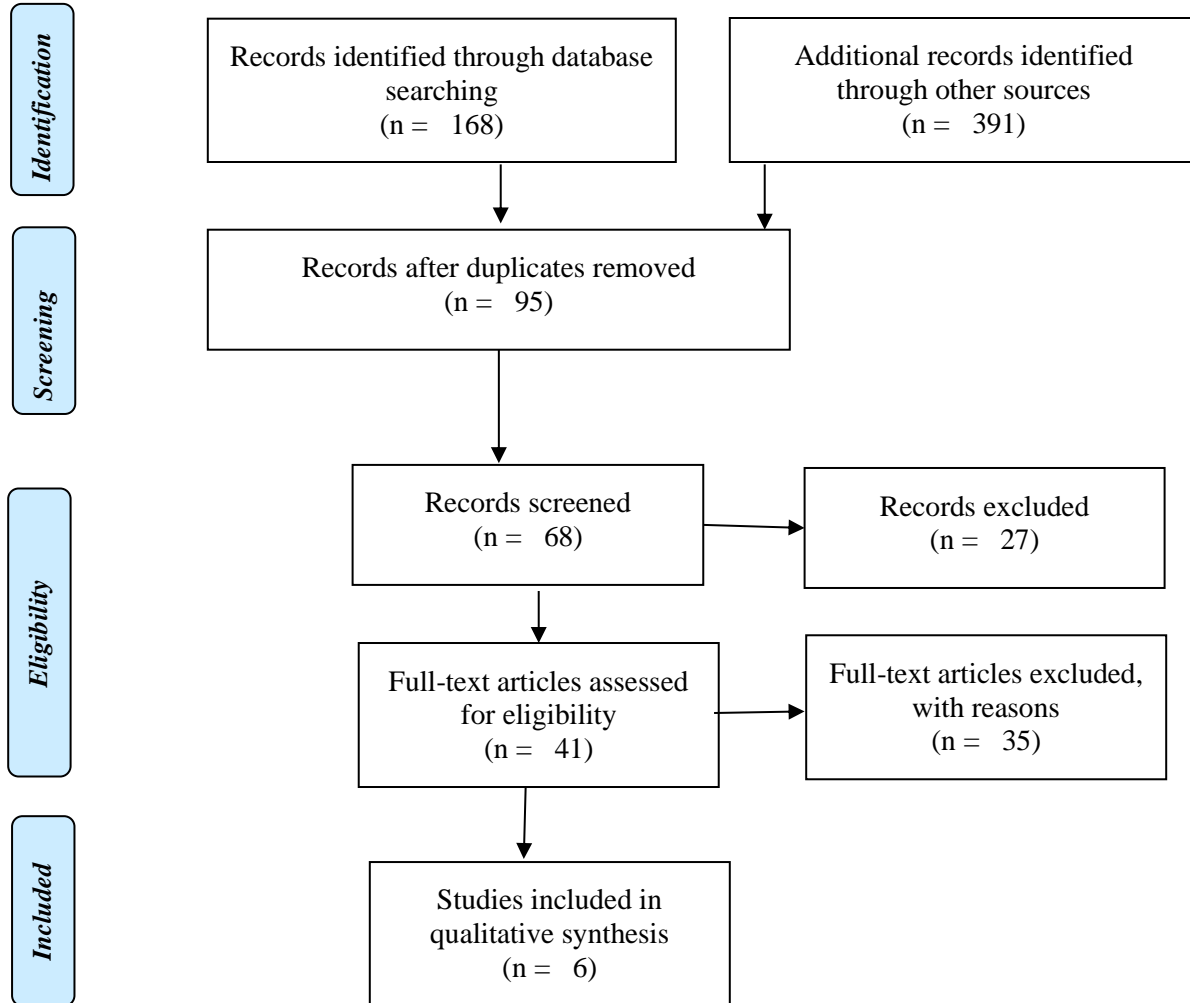 Identification
Records identified through database
searching
(n = 168)
Additional records identified
through other sources
(n = 391)
Screening
Records after duplicates removed
(n = 95)
Eligibility
Records screened
(n = 68)
Records excluded
(n = 27)
Full-text articles assessed
for eligibility
(n = 41)
Full-text articles excluded,
with reasons
(n = 35)
Included
Studies included in
qualitative synthesis
(n = 6)